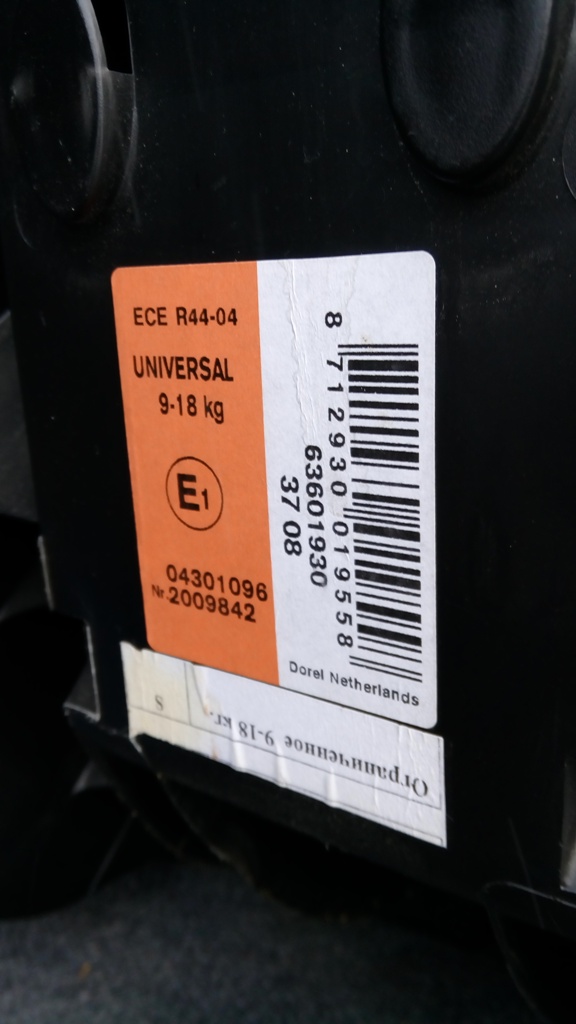 ECE R44-04
UNIVERSAL
9-18 kg
E1
04301096
Nr. 2009842
8 712930 019558
63601930
37 08
Dorel Netherlands
Ограниченное 9-18 кг.
S